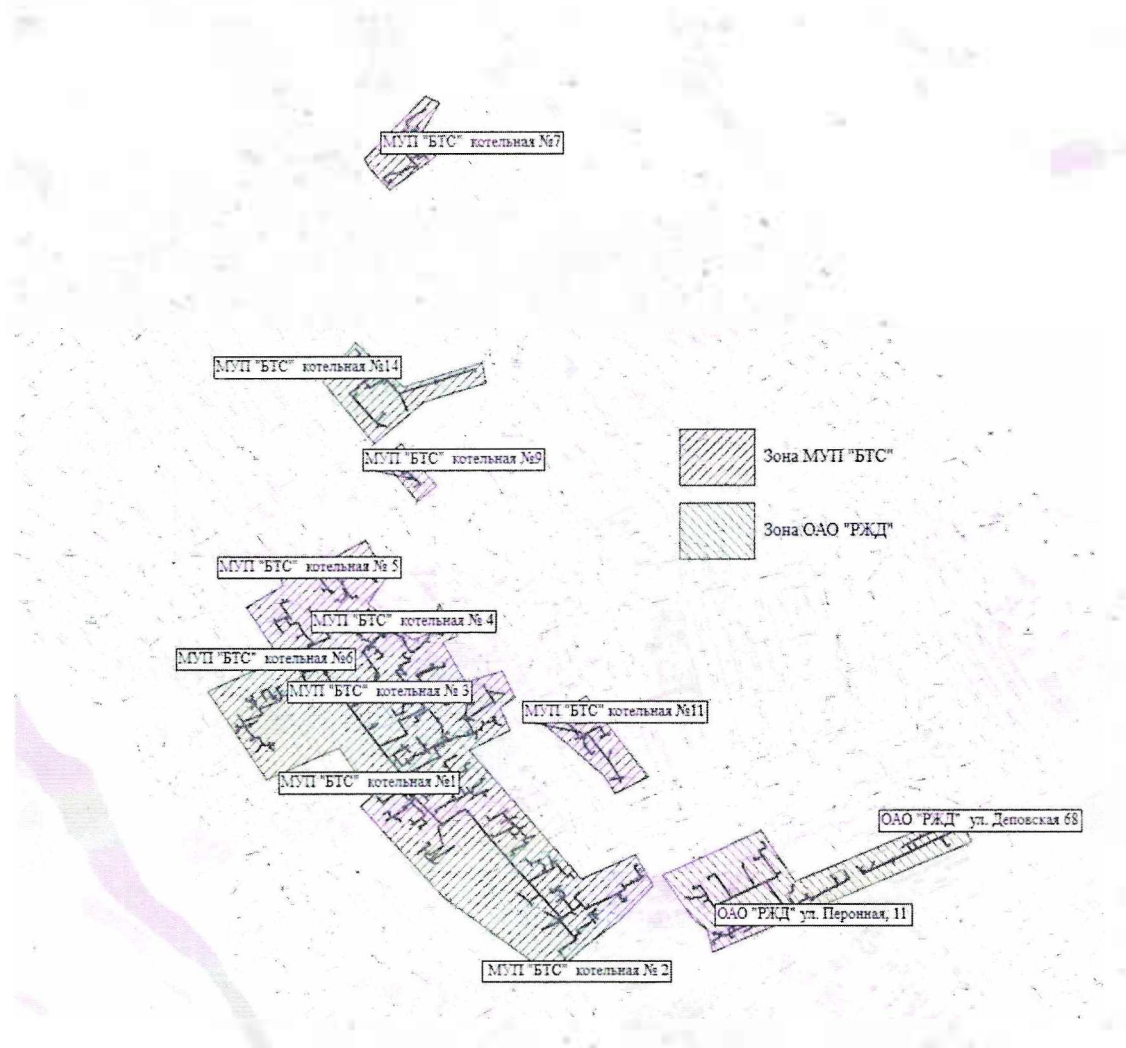 МУП "БТС" котельная №7
МУП "БТС" котельная №14
МУП "БТС" котельная №9
Зона МУП "БТС"
Зона ОАО "РЖД"
МУП "БТС" котельная № 5
МУП "БТС" котельная № 4
МУП "БТС" котельная №6
МУП "БТС" котельная № 3
МУП "БТС" котельная №11
МУП "БТС" котельная №1
ОАО "РЖД" ул. Деповская 68
ОАО "РЖД" ул. Перонная, 11
МУП "БТС" котельная № 2